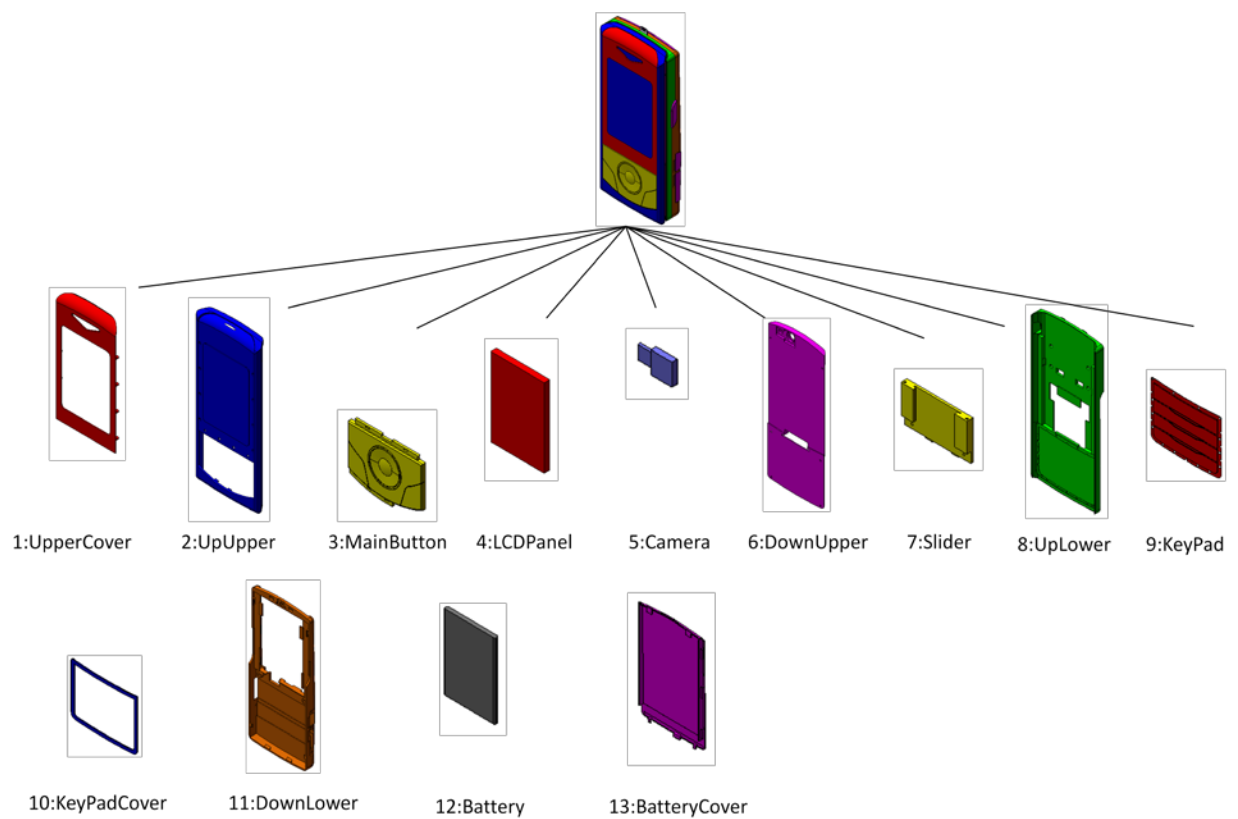 1:UpperCover
2:UpUpper
3:MainButton
4:LCDPanel
5:Camera
6:DownUpper
7:Slider
8:UpLower
9:KeyPad
10:KeyPadCover
11:DownLower
12:Battery
13:BatteryCover